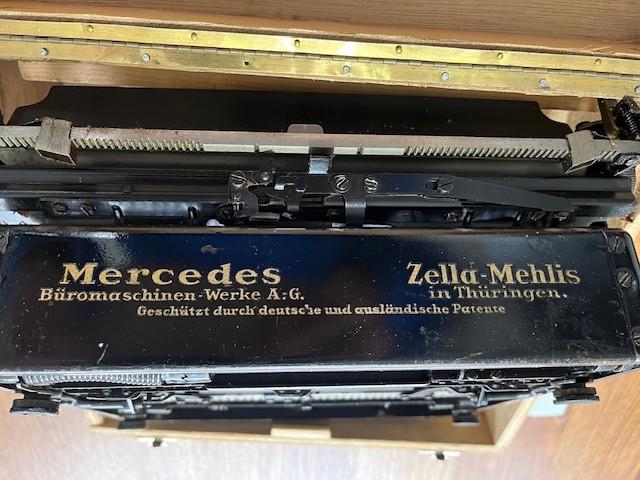 Mercedes
Büromaschinen-Werke A.G.
Zella-Mehlis
in Thüringen.
Geschützt durch deutsche und ausländische Patente